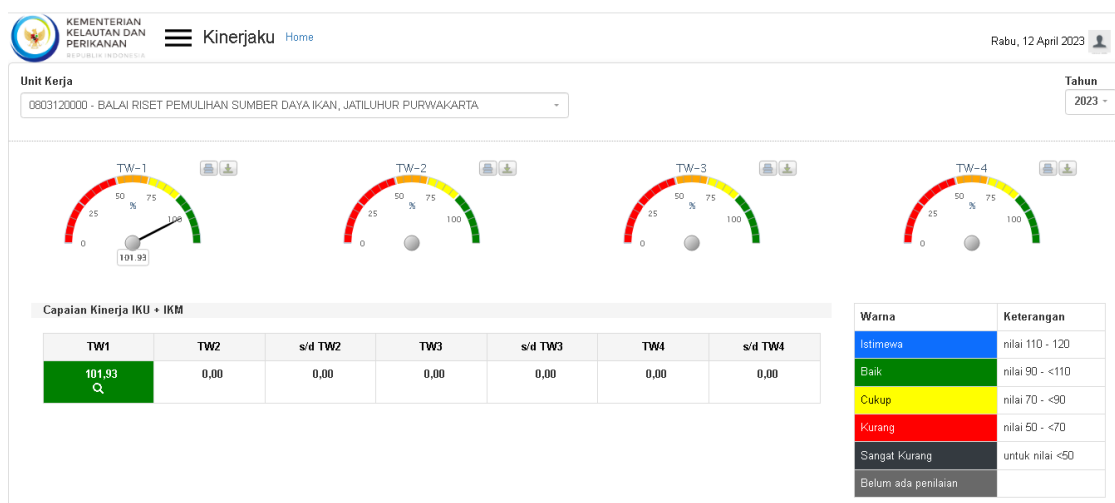 KEMENTERIAN
KELAUTAN DAN
PERIKANAN
REPUBLIK INDONESIA
Kinerjaku Home
Rabu, 12 April 2023
Unit Kerja
Tahun
0803120000 - BALAI RISET PEMULIHAN SUMBER DAYA IKAN, JATILUHUR PURWAKARTA
2023
TW-1
0
25
50
75
100
%
101.93
TW-2
0
25
50
75
100
%
TW-3
0
25
50
75
100
%
TW-4
0
25
50
75
100
%
Capaian Kinerja IKU + IKM
TW1 TW2 s/d TW2 TW3 s/d TW3 TW4 s/d TW4
101,93 0,00 0,00 0,00 0,00 0,00 0,00
Warna Keterangan
Istimewa nilai 110 - 120
Baik nilai 90 - <110
Cukup nilai 70 - <90
Kurang nilai 50 - <70
Sangat Kurang untuk nilai <50
Belum ada penilaian